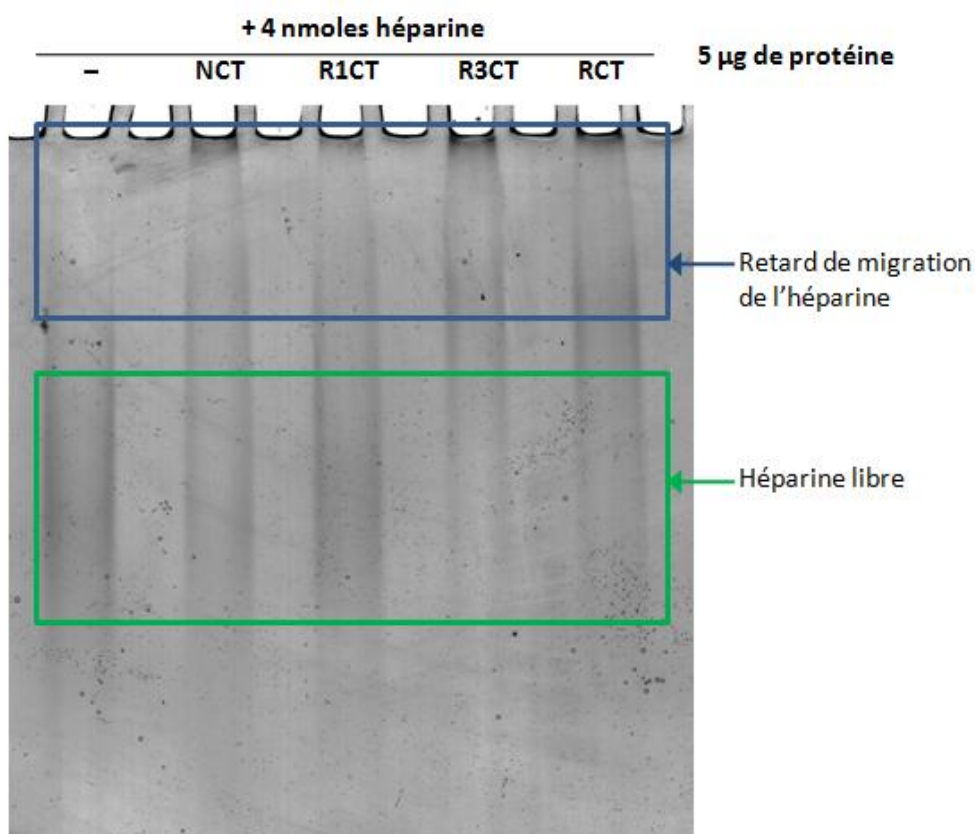 + 4 nmoles héparine
5 µg de protéine
– NCT R1CT R3CT RCT
Retard de migration
de l'héparine
Héparine libre